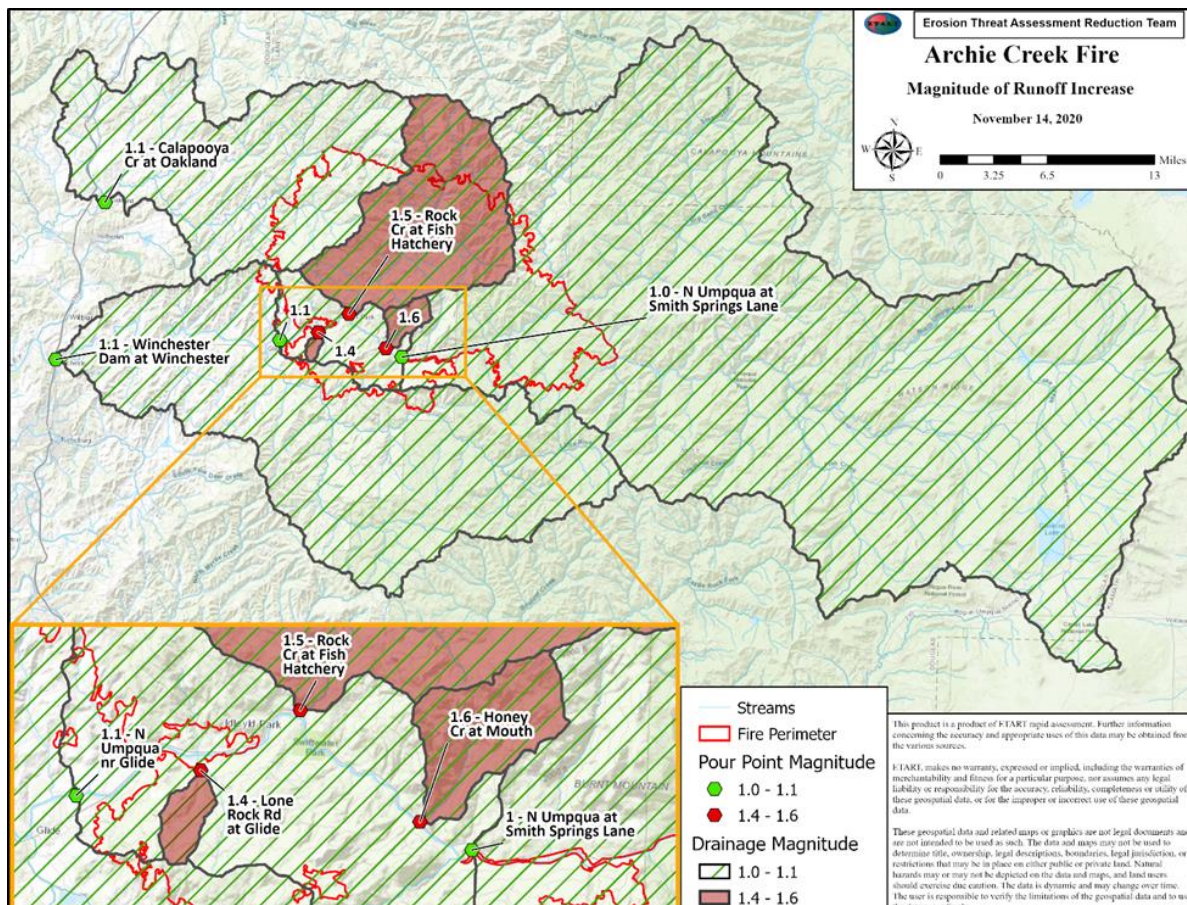 Erosion Threat Assessment Reduction Team
Archie Creek Fire
Magnitude of Runoff Increase
November 14, 2020
N
W
E
S
Miles
0
3.25
6.5
13
1.1 - Calapooya
Cr at Oakland
1.5 - Rock
Cr at Fish
Hatchery
1.0 - N Umpqua at
Smith Springs Lane
1.1
1.6
1.4
1.1 - Winchester
Dam at Winchester
CALAPOOYA MOUNTAINS
1.5 - Rock
Cr at Fish
Hatchery
1.6 - Honey
Cr at Mouth
1.1 - N
Umpqua
nr Glide
Idleyld Park
1.4 - Lone
Rock Rd
at Glide
Glide
BURNT MOUNTAIN
1 - N Umpqua at
Smith Springs Lane
Streams
Fire Perimeter
Pour Point Magnitude
1.0 - 1.1
1.4 - 1.6
Drainage Magnitude
1.0 - 1.1
1.4 - 1.6
This product is a product of ETART rapid assessment. Further information
concerning the accuracy and appropriate uses of this data may be obtained from
the various sources.
ETART, makes no warranty, expressed or implied, including the warranties of
merchantability and fitness for a particular purpose, nor assumes any legal
liability or responsibility for the accuracy, reliability, completeness or utility of
these geospatial data, or for the improper or incorrect use of these geospatial
data.
These geospatial data and related maps or graphics are not legal documents and
are not intended to be used as such. The data and maps may not be used to
determine title, ownership, legal descriptions, boundaries, legal jurisdiction, or
restrictions that may be in place on either public or private land. Natural
hazards may or may not be depicted on the data and maps, and land users
should exercise due caution. The data is dynamic and may change over time.
The user is responsible to verify the limitations of the geospatial data and to